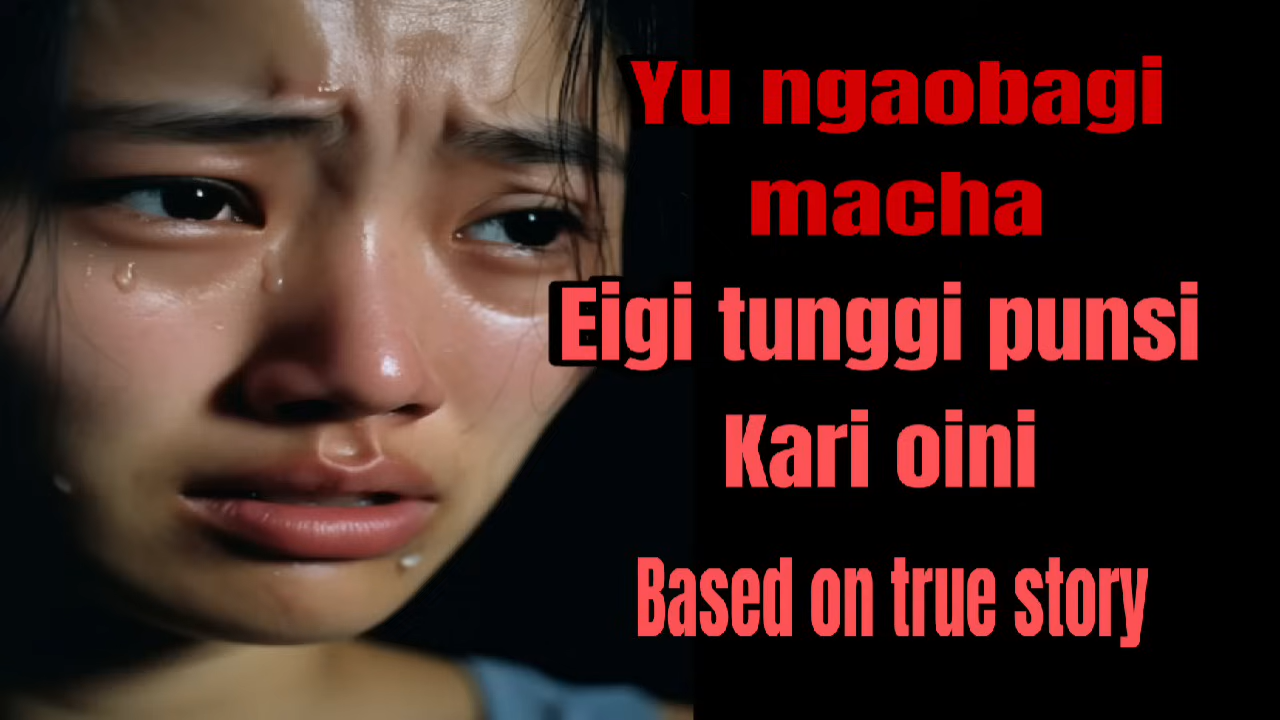 Yu ngaobagi
macha
Eigi tunggi punsi
Kari oini
Based on true story